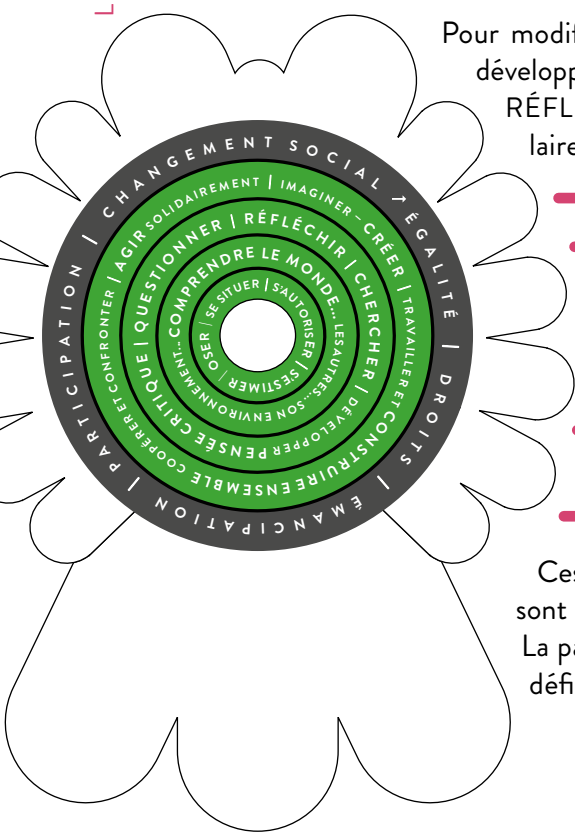 Pour modif
développ
RÉFL
laire
CHANGEMENT SOCIAL ↗ ÉGALITÉ | DROITS | ÉMANCIPATION | PARTICIPATION |
AGIR SOLIDAIREMENT | IMAGINER – CRÉER | TRAVAILLER ET CONSTRUIRE ENSEMBLE COOPÉRER ET CONFRONTER |
QUESTIONNER | RÉFLÉCHIR | CHERCHER | DÉVELOPPER PENSÉE CRITIQUE |
COMPRENDRE LE MONDE... LES AUTRES... SON ENVIRONNEMENT...
OSER | SE SITUER | S'AUTORISER | S'ESTIMER |
Ces
sont
La pa
défi